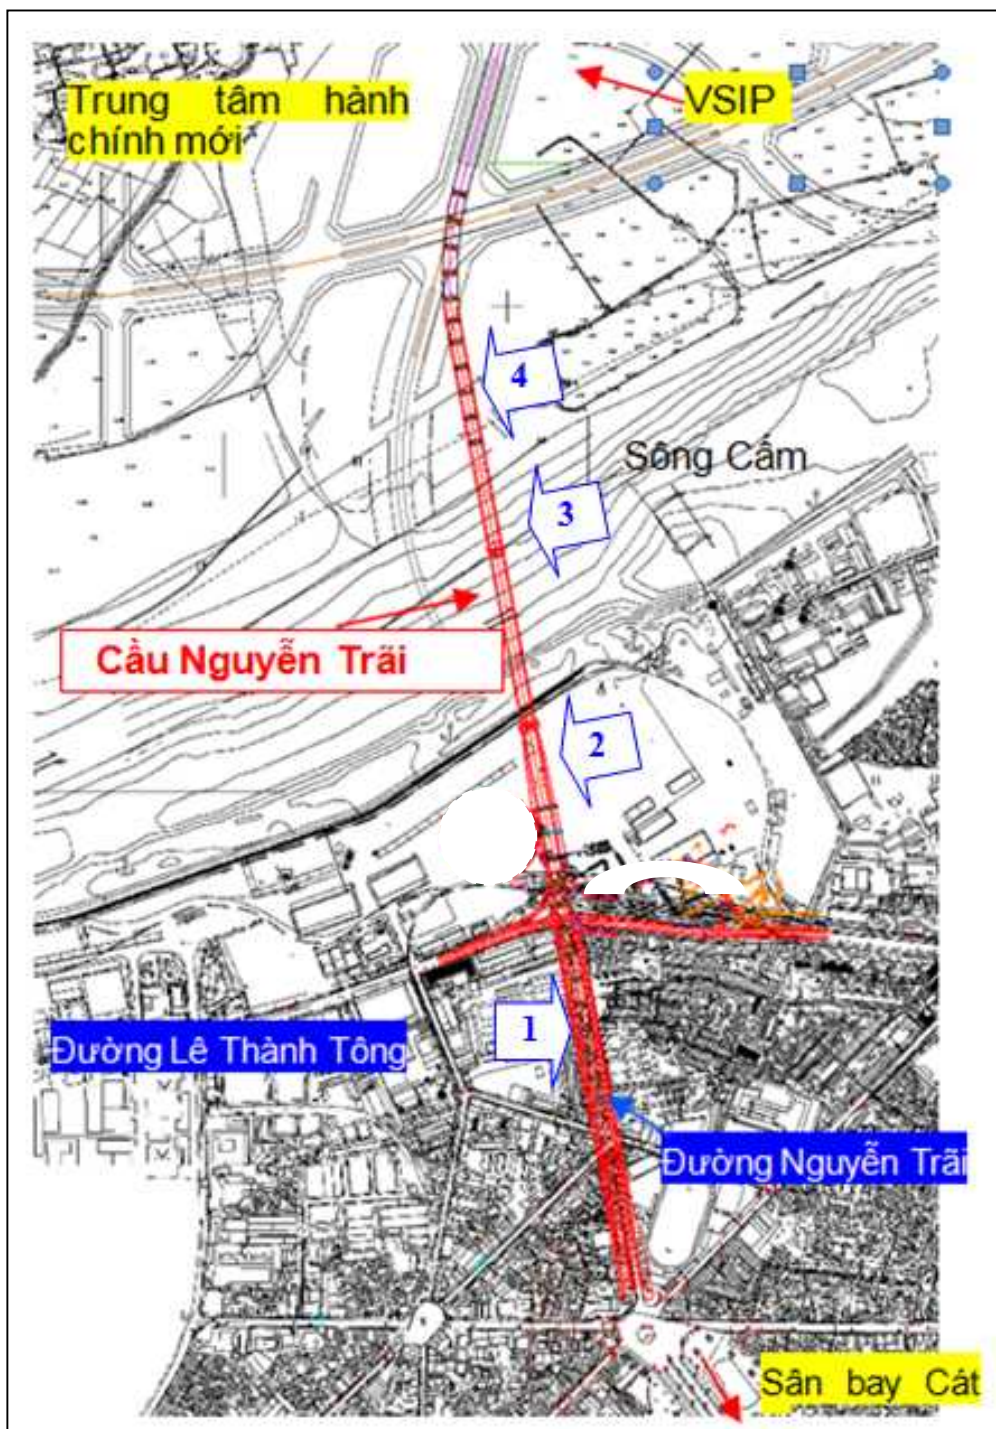 Trung tâm hành
chính mới
VSIP
4
Sông Cấm
3
Cầu Nguyễn Trãi
2
1
Đường Lê Thành Tông
Đường Nguyễn Trãi
Sân bay Cát